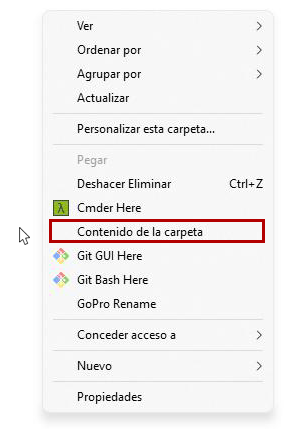 Ver
Ordenar por
Agrupar por
Actualizar
Personalizar esta carpeta...
Pegar
Deshacer Eliminar Ctrl+Z
Cmder Here
Contenido de la carpeta
Git GUI Here
Git Bash Here
GoPro Rename
Conceder acceso a
Nuevo
Propiedades